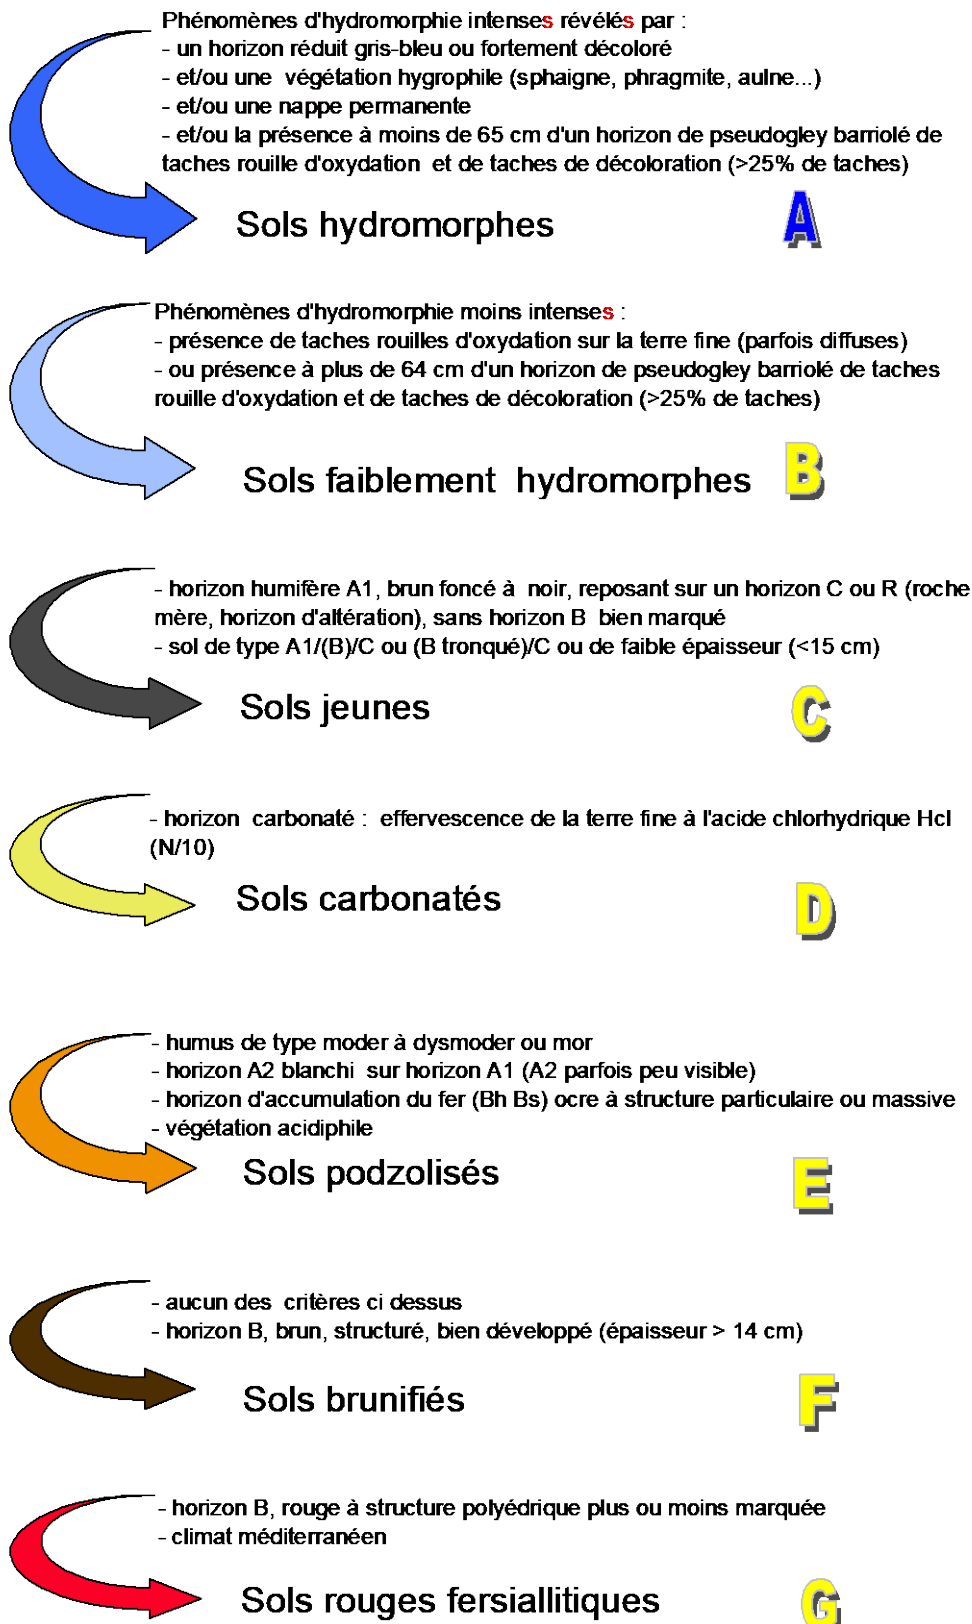 Phénomènes d'hydromorphie intenses révélés par :
- un horizon réduit gris-bleu ou fortement décoloré
- et/ou une végétation hygrophile (sphaigne, phragmite, aulne...)
- et/ou une nappe permanente
- et/ou la présence à moins de 65 cm d'un horizon de pseudogley barriolé de
taches rouille d'oxydation et de taches de décoloration (>25% de taches)
Sols hydromorphes A
Phénomènes d'hydromorphie moins intenses :
- présence de taches rouilles d'oxydation sur la terre fine (parfois diffuses)
- ou présence à plus de 64 cm d'un horizon de pseudogley barriolé de taches
rouille d'oxydation et de taches de décoloration (>25% de taches)
Sols faiblement hydromorphes B
- horizon humifère A1, brun foncé à noir, reposant sur un horizon C ou R (roche
mère, horizon d'altération), sans horizon B bien marqué
- sol de type A1/(B)/C ou (B tronqué)/C ou de faible épaisseur (<15 cm)
Sols jeunes C
- horizon carbonaté : effervescence de la terre fine à l'acide chlorhydrique Hcl
(N/10)
Sols carbonatés D
- humus de type moder à dysmoder ou mor
- horizon A2 blanchi sur horizon A1 (A2 parfois peu visible)
- horizon d'accumulation du fer (Bh Bs) ocre à structure particulaire ou massive
- végétation acidiphile
Sols podzolisés E
- aucun des critères ci dessus
- horizon B, brun, structuré, bien développé (épaisseur > 14 cm)
Sols brunifiés F
- horizon B, rouge à structure polyédrique plus ou moins marquée
- climat méditerranéen
Sols rouges fersiallitiques G